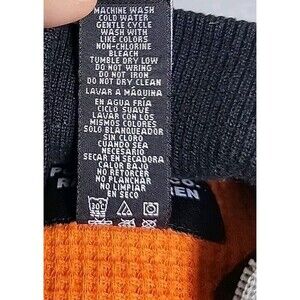 MACHINE WASH
COLD WATER
GENTLE CYCLE
WASH WITH
LIKE COLORS
NON-CHLORINE
BLEACH
TUMBLE DRY LOW
DO NOT WRING
DO NOT IRON
DO NOT DRY CLEAN
LAVAR A MÁQUINA
EN AGUA FRÍA
CICLO SUAVE
LAVAR CON LOS
MISMOS COLORES
SOLO BLANQUEADOR
SIN CLORO
CUANDO SEA
NECESARIO
SECAR EN SECADORA
CALOR BAJO
NO RETORCER
NO PLANCHAR
NO LIMPIAR
EN SECO
CO.
REN